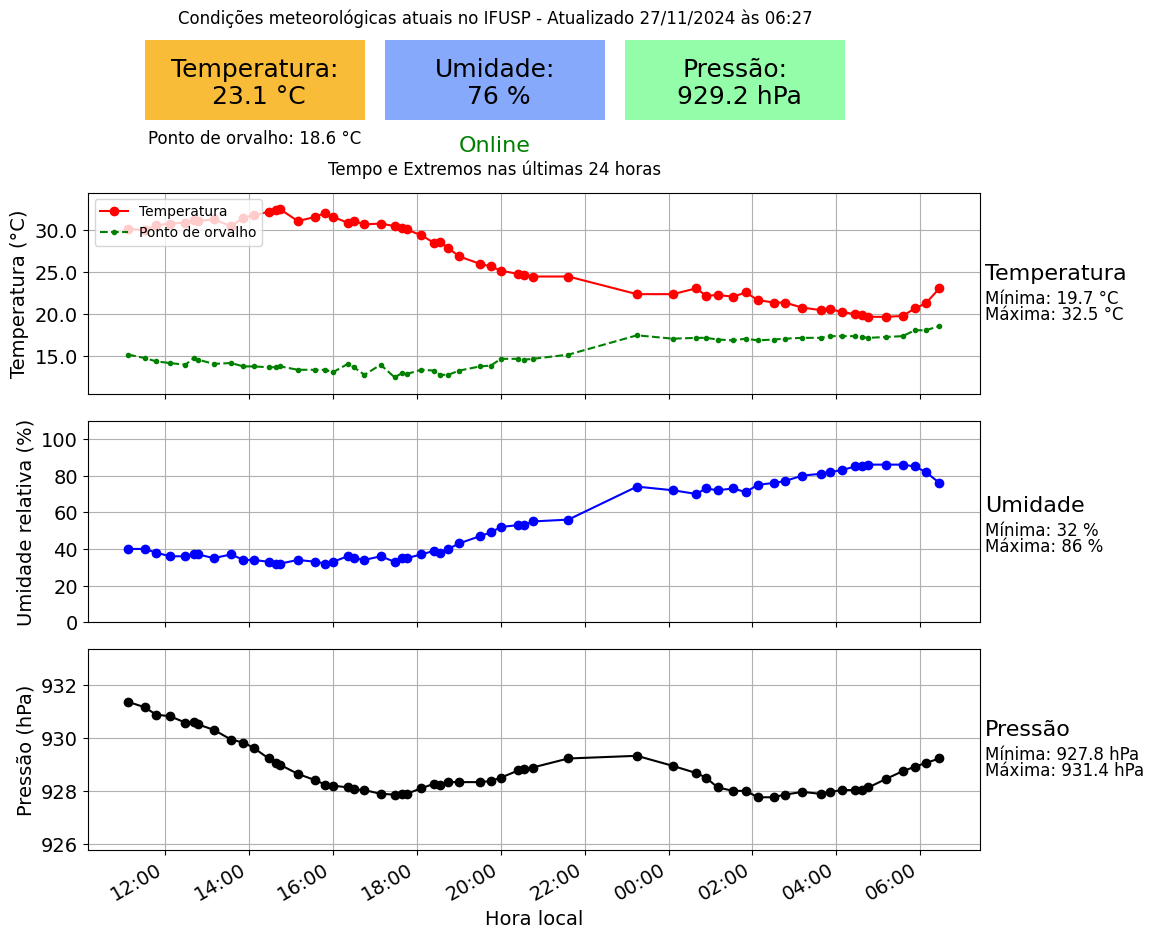 Condições meteorológicas atuais no IFUSP - Atualizado 27/11/2024 às 06:27
Temperatura:
23.1 °C
Umidade:
76 %
Pressão:
929.2 hPa
Ponto de orvalho: 18.6 °C
Online
Tempo e Extremos nas últimas 24 horas
Temperatura (°C)
30.0
25.0
20.0
15.0
Temperatura
Ponto de orvalho
Temperatura
Mínima: 19.7 °C
Máxima: 32.5 °C
Umidade relativa (%)
100
80
60
40
20
0
Umidade
Mínima: 32 %
Máxima: 86 %
Pressão (hPa)
932
930
928
926
Pressão
Mínima: 927.8 hPa
Máxima: 931.4 hPa
12:00 14:00 16:00 18:00 20:00 22:00 00:00 02:00 04:00 06:00
Hora local